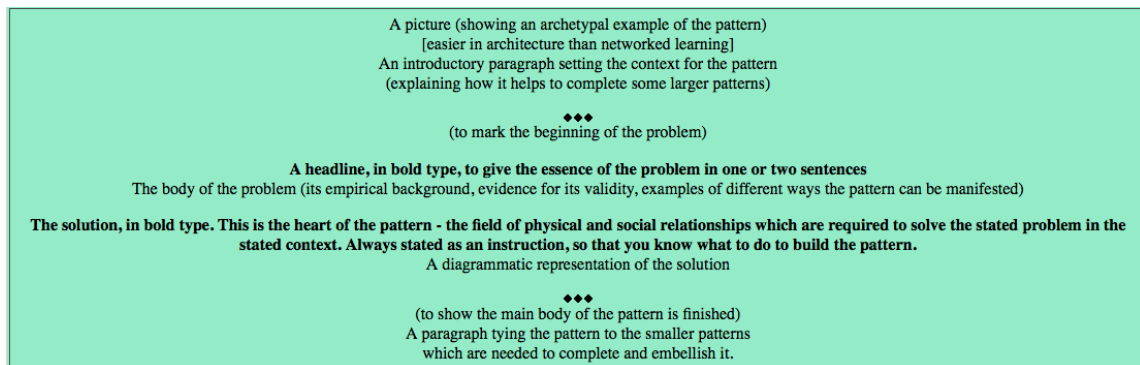 A picture (showing an archetypal example of the pattern)
[easier in architecture than networked learning]
An introductory paragraph setting the context for the pattern
(explaining how it helps to complete some larger patterns)
◆◆◆
(to mark the beginning of the problem)
A headline, in bold type, to give the essence of the problem in one or two sentences
The body of the problem (its empirical background, evidence for its validity, examples of different ways the pattern can be manifested)
The solution, in bold type. This is the heart of the pattern - the field of physical and social relationships which are required to solve the stated problem in the
stated context. Always stated as an instruction, so that you know what to do to build the pattern.
A diagrammatic representation of the solution
◆◆◆
(to show the main body of the pattern is finished)
A paragraph tying the pattern to the smaller patterns
which are needed to complete and embellish it.